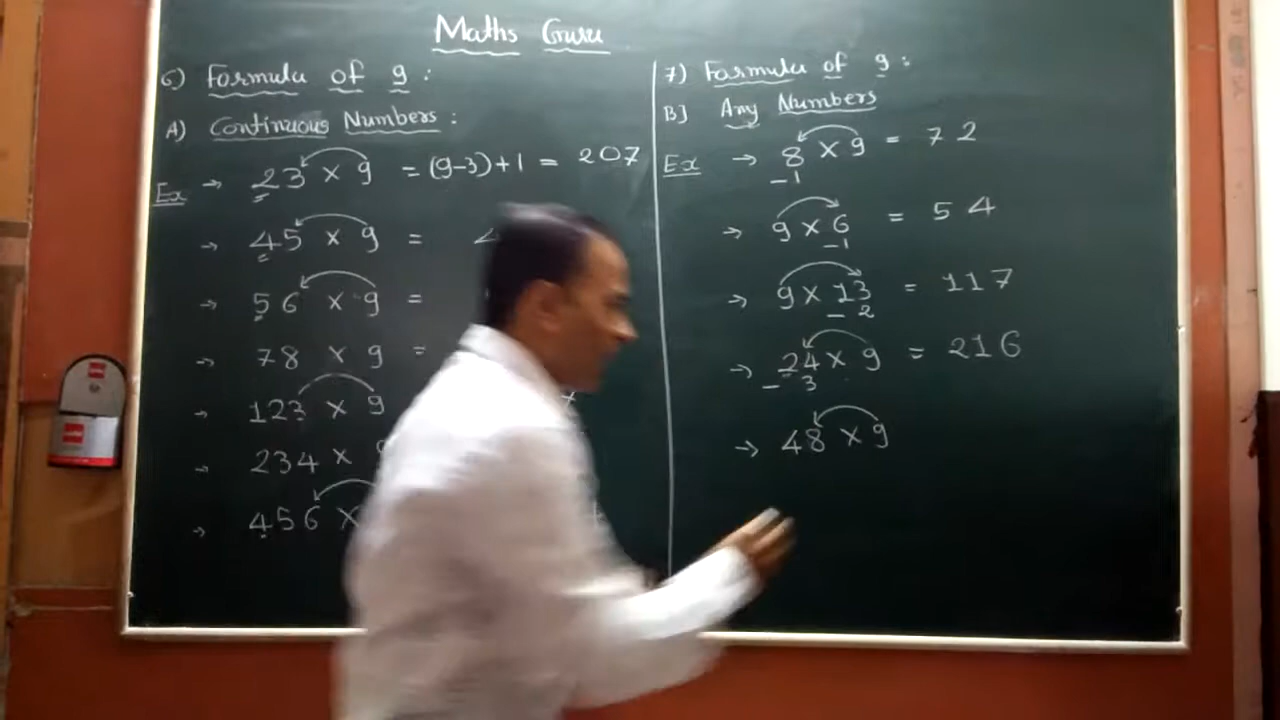 Maths Guru
6) Formula of 9 :
A) Continuous Numbers :
Ex → 23 × 9 = (9-3)+1 = 207
→ 45 × 9 = 4
→ 56 × 9 =
→ 78 × 9 =
→ 123 × 9
→ 234 ×
→ 456 ×
7) Formula of 9 :
B] Any Numbers
Ex → 8 × 9 = 72
-1
→ 9 × 6 = 54
-1
→ 9 × 13 = 117
- 2
→ 24 × 9 = 216
- 3
→ 48 × 9